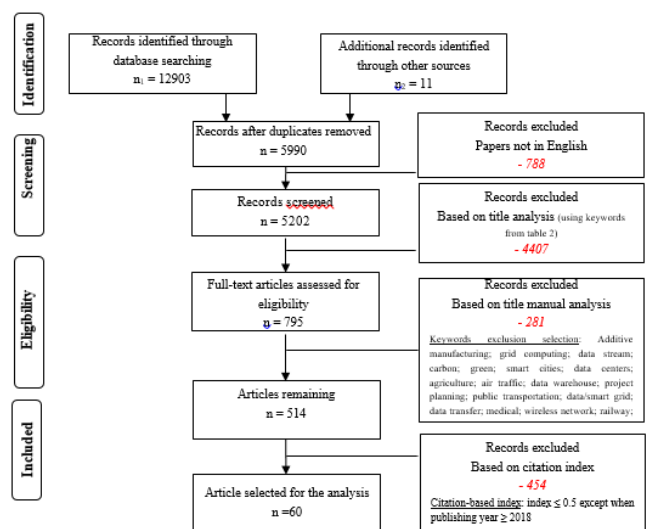 Identification
Records identified through
database searching
n₁ = 12903
Additional records identified
through other sources
n₂ = 11
Screening
Records after duplicates removed
n = 5990
Records excluded
Papers not in English
- 788
Records screened
n = 5202
Records excluded
Based on title analysis (using keywords
from table 2)
- 4407
Eligibility
Full-text articles assessed for
eligibility
n = 795
Records excluded
Based on title manual analysis
- 281
Keywords exclusion selection: Additive
manufacturing; grid computing; data stream;
carbon; green; smart cities; data centers;
agriculture; air traffic; data warehouse; project
planning; public transportation; data/smart grid;
data transfer; medical; wireless network; railway;
Articles remaining
n = 514
Included
Records excluded
Based on citation index
- 454
Citation-based index: index ≤ 0.5 except when
publishing year ≥ 2018
Article selected for the analysis
n =60